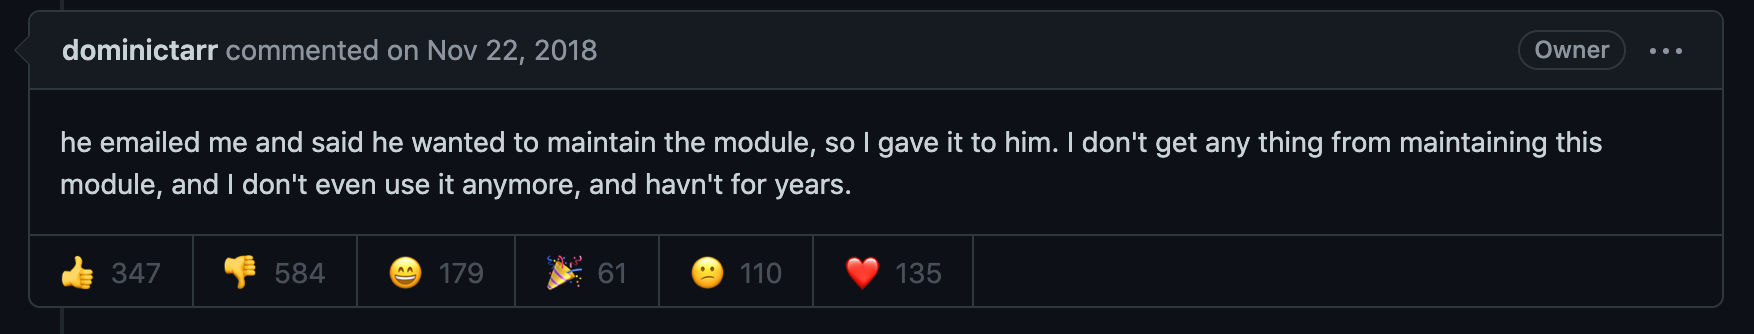 dominictarr commented on Nov 22, 2018 Owner
he emailed me and said he wanted to maintain the module, so I gave it to him. I don't get any thing from maintaining this
module, and I don't even use it anymore, and havn't for years.
347 584 179 61 110 135